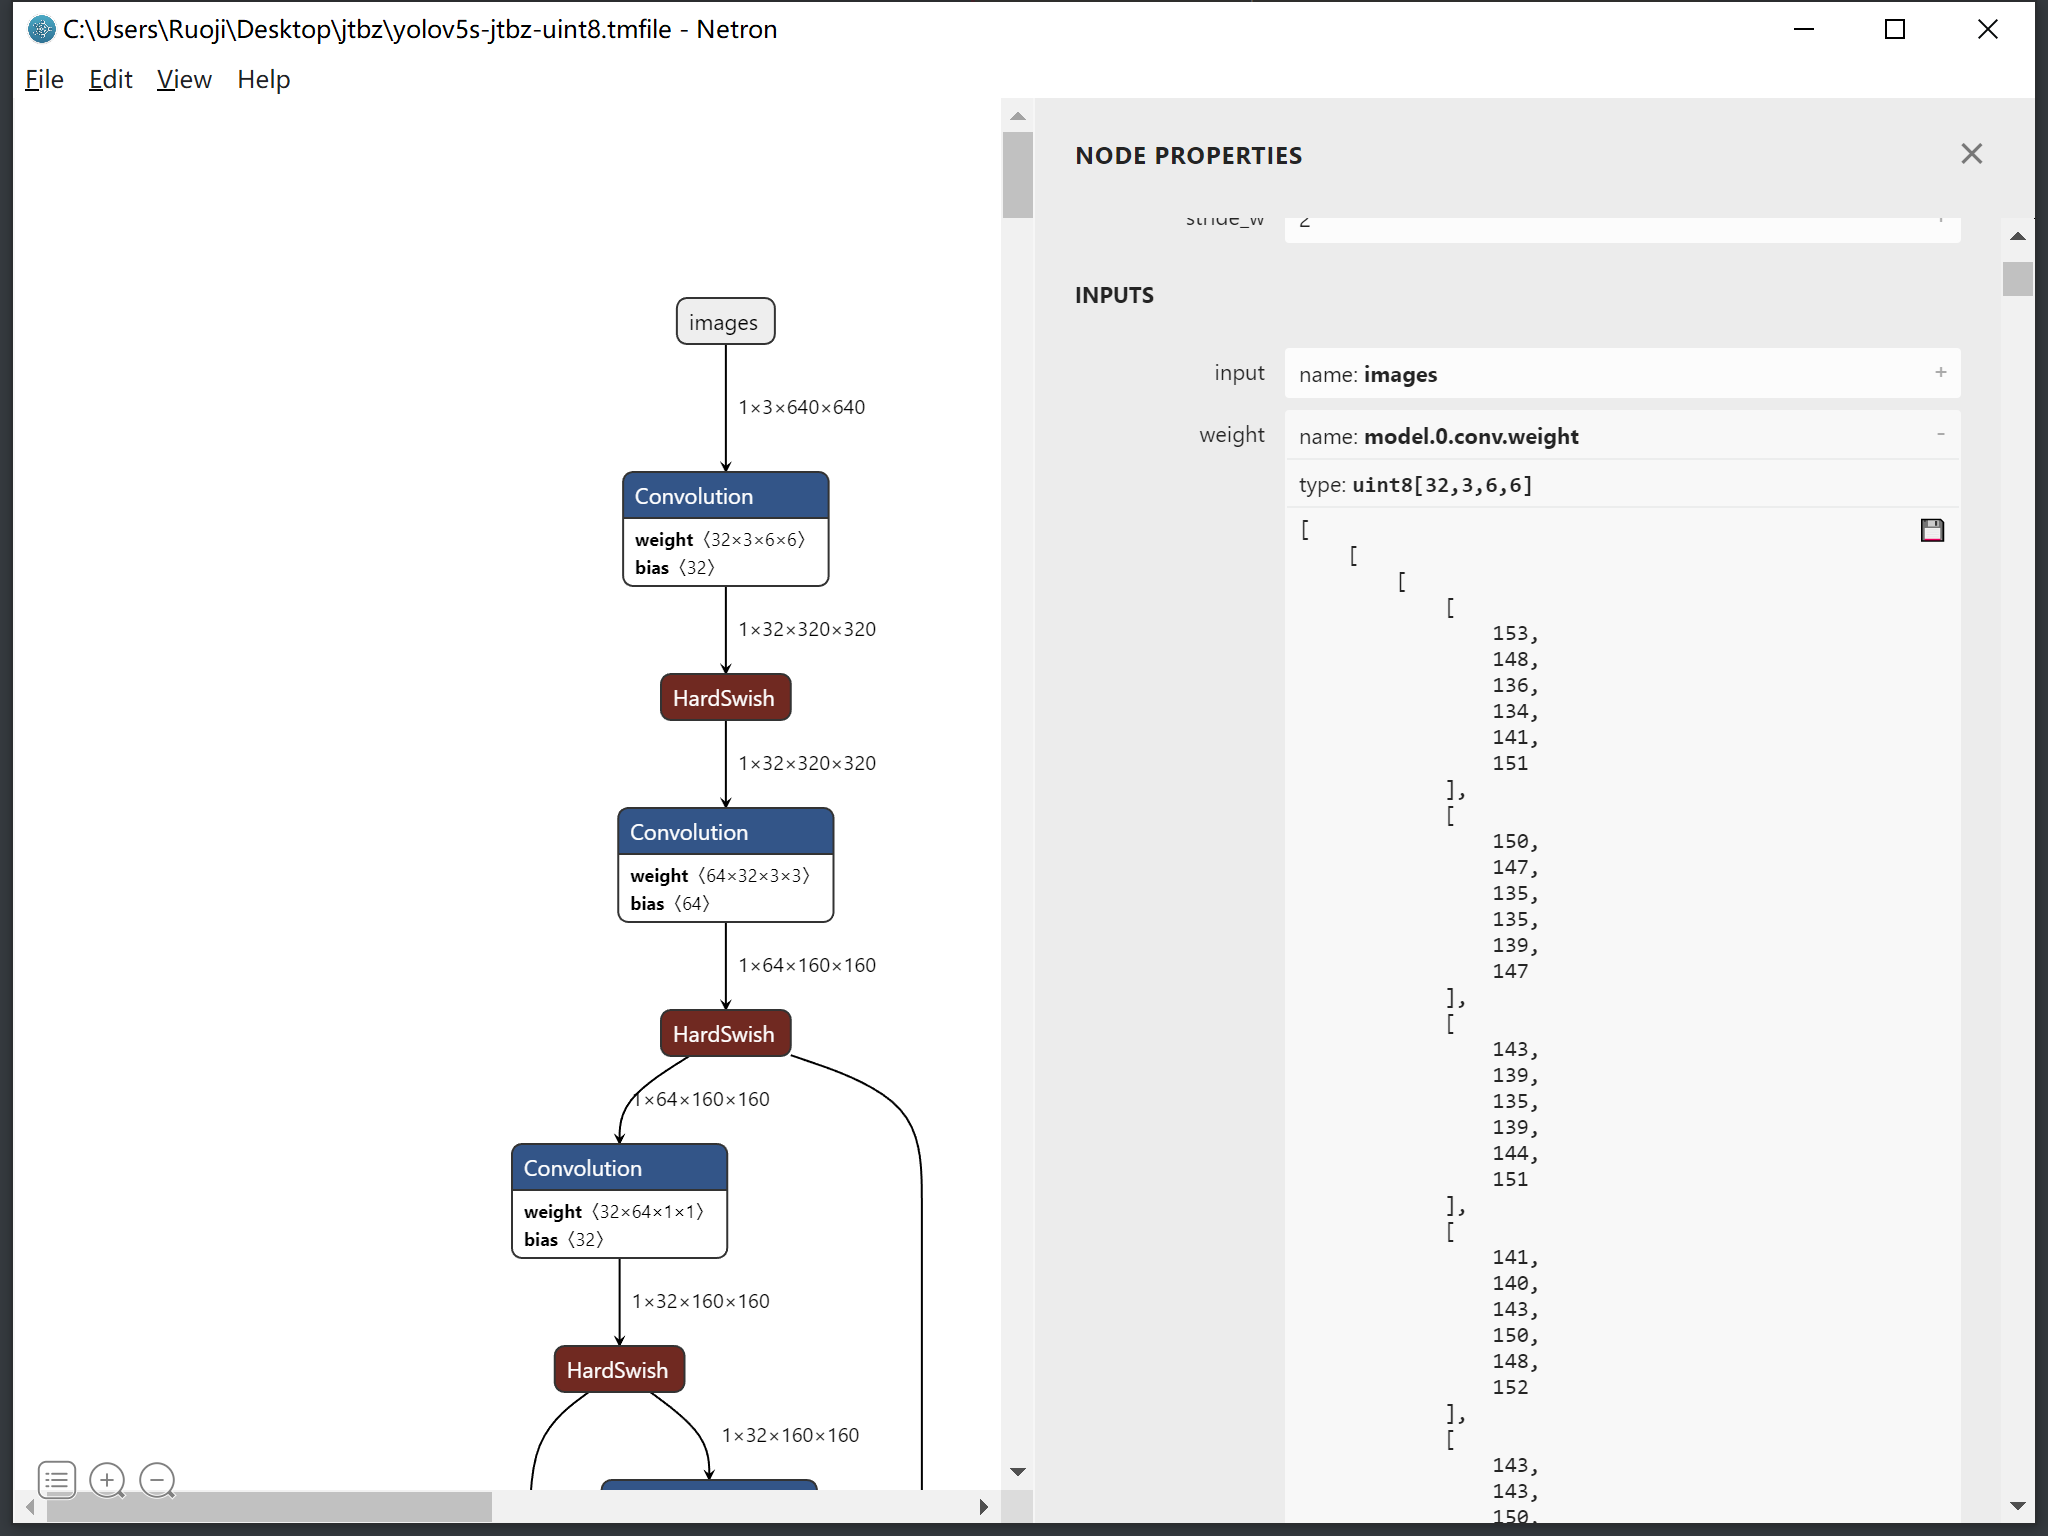 C:\Users\Ruoji\Desktop\jtbz\yolov5s-jtbz-uint8.tmfile - Netron
File Edit View Help
images
1×3×640×640
Convolution
weight 〈32×3×6×6〉
bias 〈32〉
1×32×320×320
HardSwish
1×32×320×320
Convolution
weight 〈64×32×3×3〉
bias 〈64〉
1×64×160×160
HardSwish
1×64×160×160
Convolution
weight 〈32×64×1×1〉
bias 〈32〉
1×32×160×160
HardSwish
1×32×160×160
NODE PROPERTIES
stride_w 2 +
INPUTS
input name: images +
weight name: model.0.conv.weight -
type: uint8[32,3,6,6]
[
[
[
[
153,
148,
136,
134,
141,
151
],
[
150,
147,
135,
135,
139,
147
],
[
143,
139,
135,
139,
144,
151
],
[
141,
140,
143,
150,
148,
152
],
[
143,
143,
150,